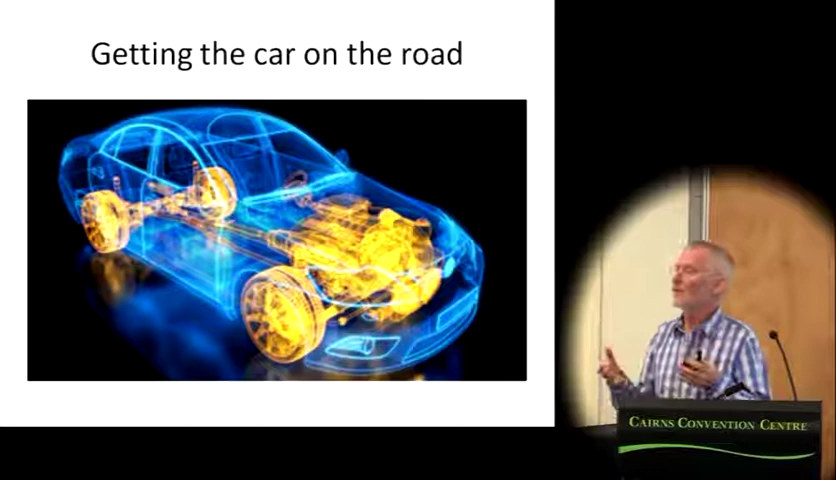 Getting the car on the road
CAIRNS CONVENTION CENTRE